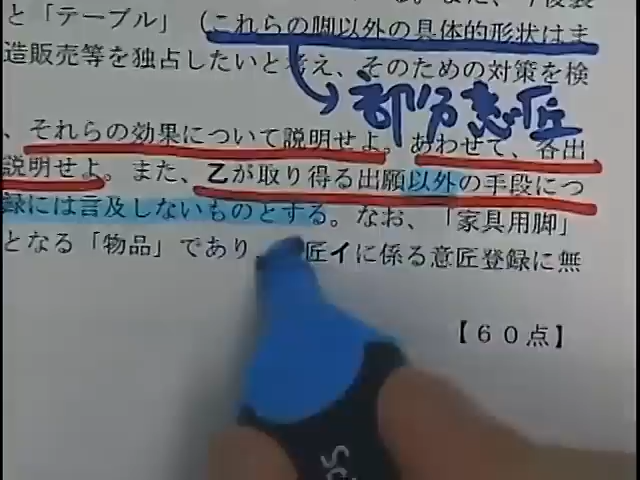 と「テーブル」（これらの脚以外の具体的形状はま
造販売等を独占したいと考え、そのための対策を検
部分意匠
、それらの効果について説明せよ。あわせて、各出
説明せよ。また、乙が取り得る出願以外の手段につ
録には言及しないものとする。なお、「家具用脚」
となる「物品」であり、 匠イに係る意匠登録に無
【６０点】